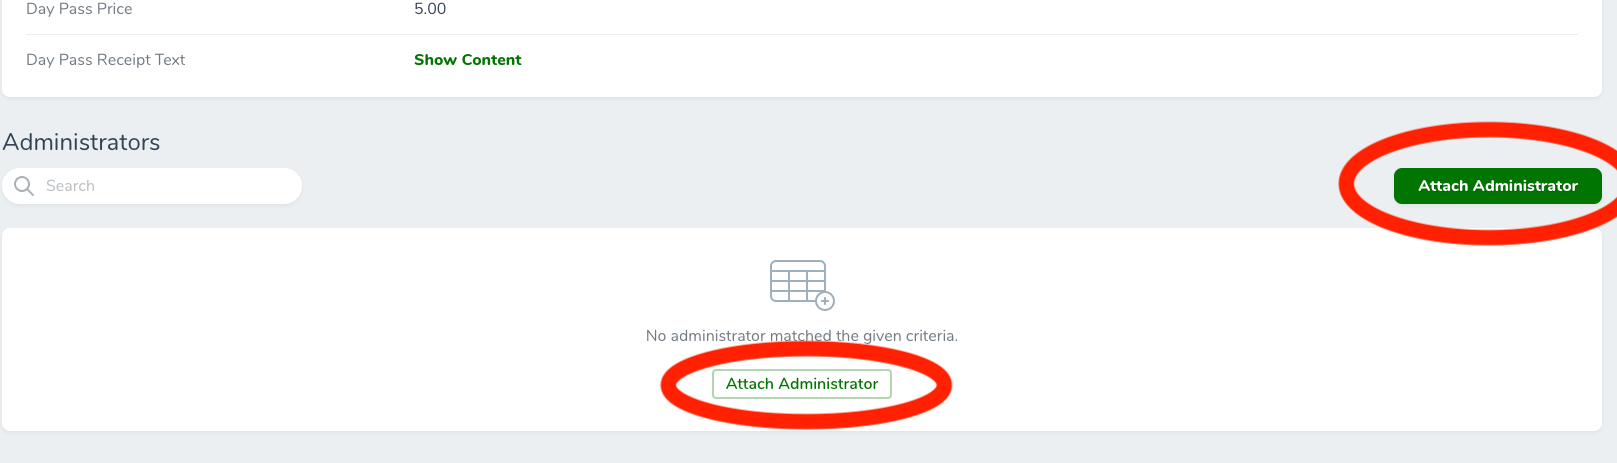 Day Pass Price 5.00
Day Pass Receipt Text Show Content
Administrators
Search
Attach Administrator
No administrator matched the given criteria.
Attach Administrator